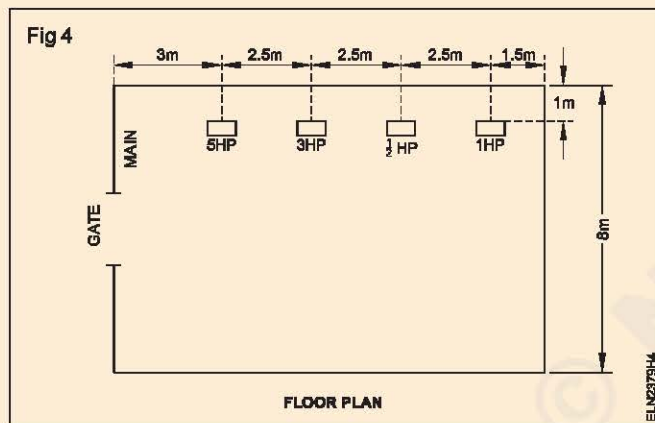 Fig 4
3m 2.5m 2.5m 2.5m 1.5m
1m
MAIN
5HP 3HP ½ HP 1HP
GATE
8m
FLOOR PLAN
ELN2379H4